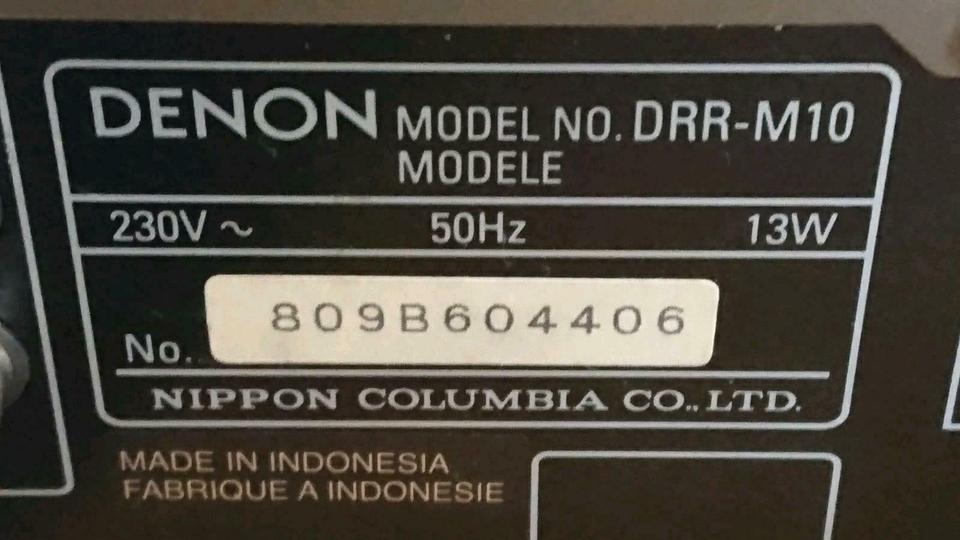 DENON MODEL NO. DRR-M10
MODELE
230V ~ 50Hz 13W
No. 809B604406
NIPPON COLUMBIA CO., LTD.
MADE IN INDONESIA
FABRIQUE A INDONESIE